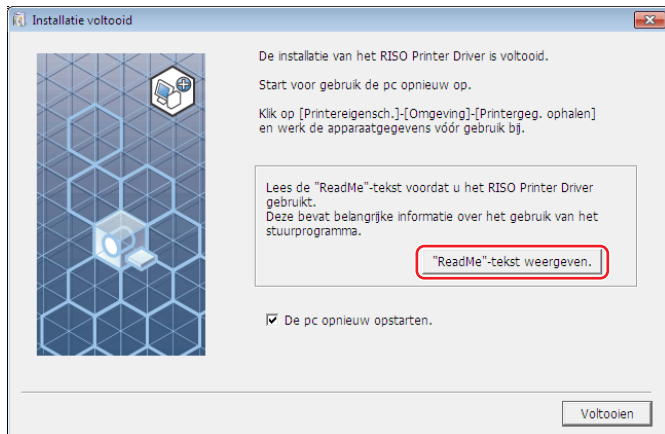 Installatie voltooid
De installatie van het RISO Printer Driver is voltooid.
Start voor gebruik de pc opnieuw op.
Klik op [Printereigensch.]-[Omgeving]-[Printergeg. ophalen]
en werk de apparaatgegevens vóór gebruik bij.
Lees de "ReadMe"-tekst voordat u het RISO Printer Driver
gebruikt.
Deze bevat belangrijke informatie over het gebruik van het
stuurprogramma.
"ReadMe"-tekst weergeven.
De pc opnieuw opstarten.
Voltooien